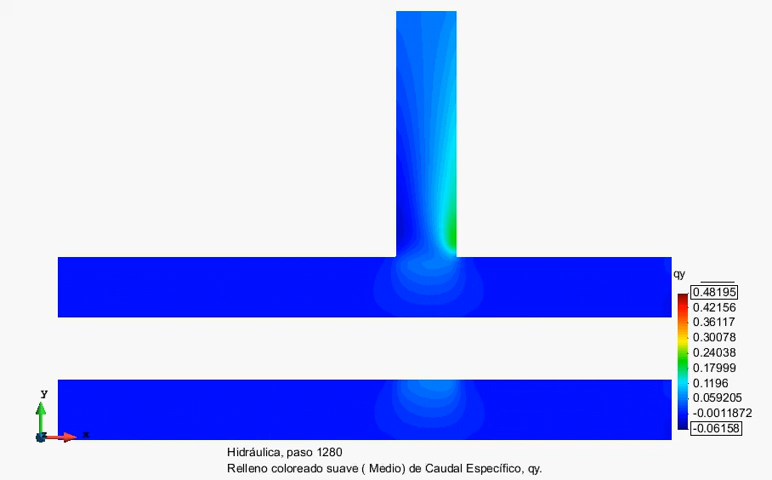 qy
0.48195
0.42156
0.36117
0.30078
0.24038
0.17999
0.1196
0.059205
-0.0011872
-0.06158
y
x
Hidráulica, paso 1280
Relleno coloreado suave ( Medio) de Caudal Específico, qy.